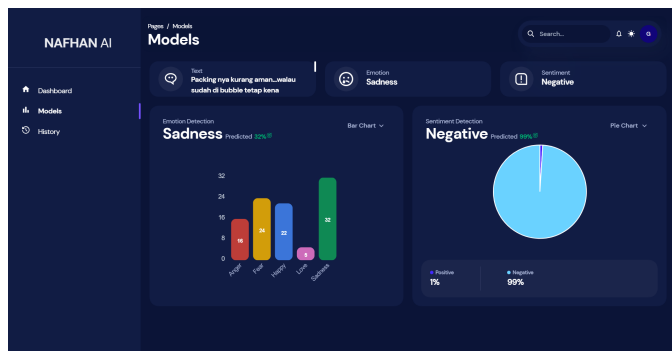 NAFHAN AI
Dashboard
Models
History
Pages / Models
Models
Search...
G
Text
Packing nya kurang aman...walau
sudah di bubble tetap kena
Emotion
Sadness
Sentiment
Negative
Emotion Detection
Sadness Predicted 32%
Bar Chart
32
24
16
8
0
16
24
22
32
Anger
Fear
Happy
Love
Sadness
Sentiment Detection
Negative Predicted 99%
Pie Chart
Positive
1%
Negative
99%